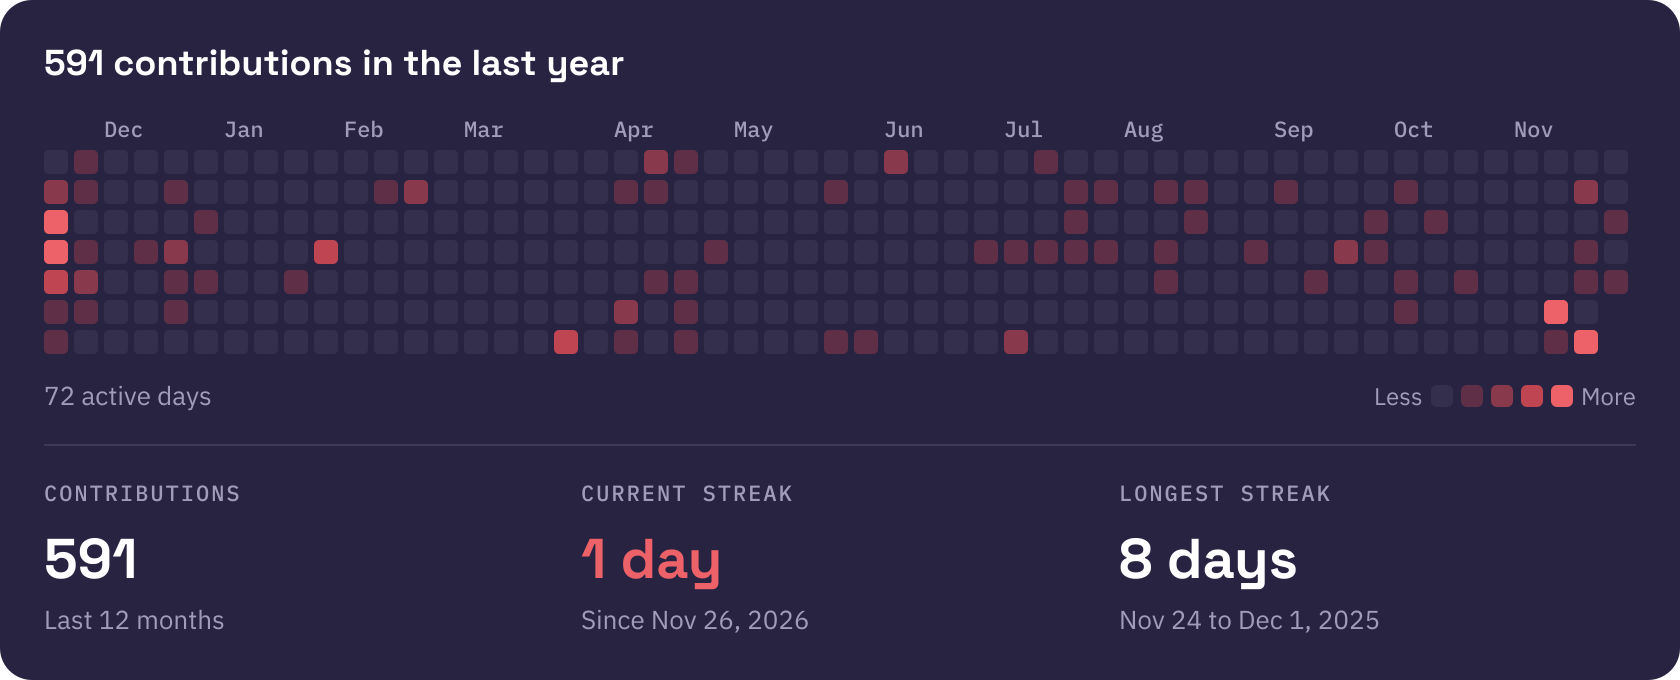 591 contributions in the last year
Dec Jan Feb Mar Apr May Jun Jul Aug Sep Oct Nov
72 active days
Less More
CONTRIBUTIONS
591
Last 12 months
CURRENT STREAK
1 day
Since Nov 26, 2026
LONGEST STREAK
8 days
Nov 24 to Dec 1, 2025